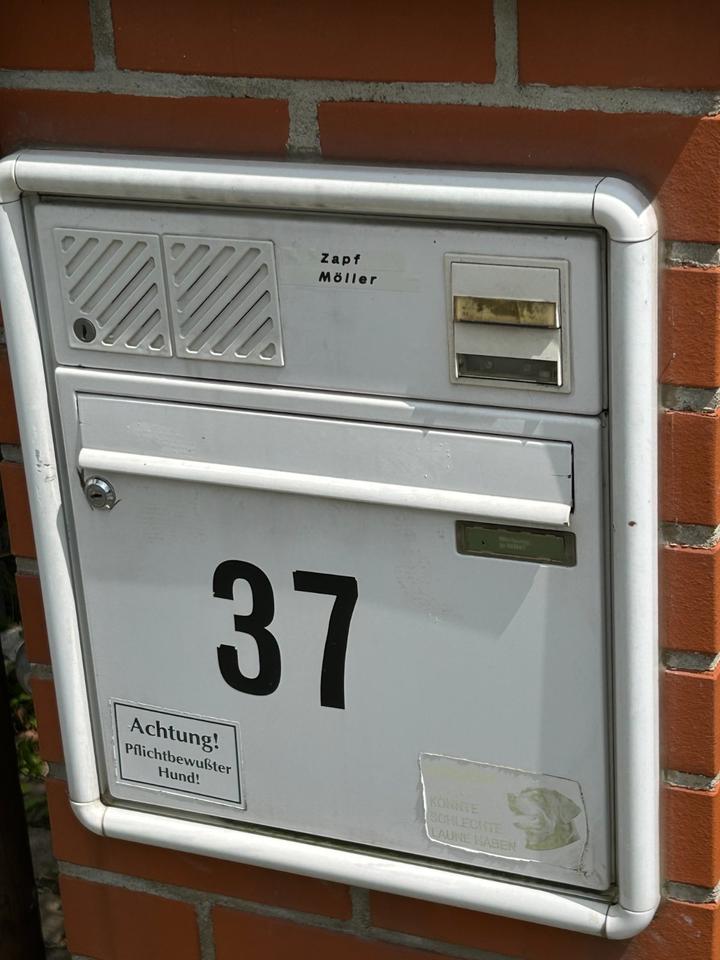 Zapf
Möller
37
Achtung!
Pflichtbewußter
Hund!
KÖNNTE
SCHLECHTE
LAUNE HABEN